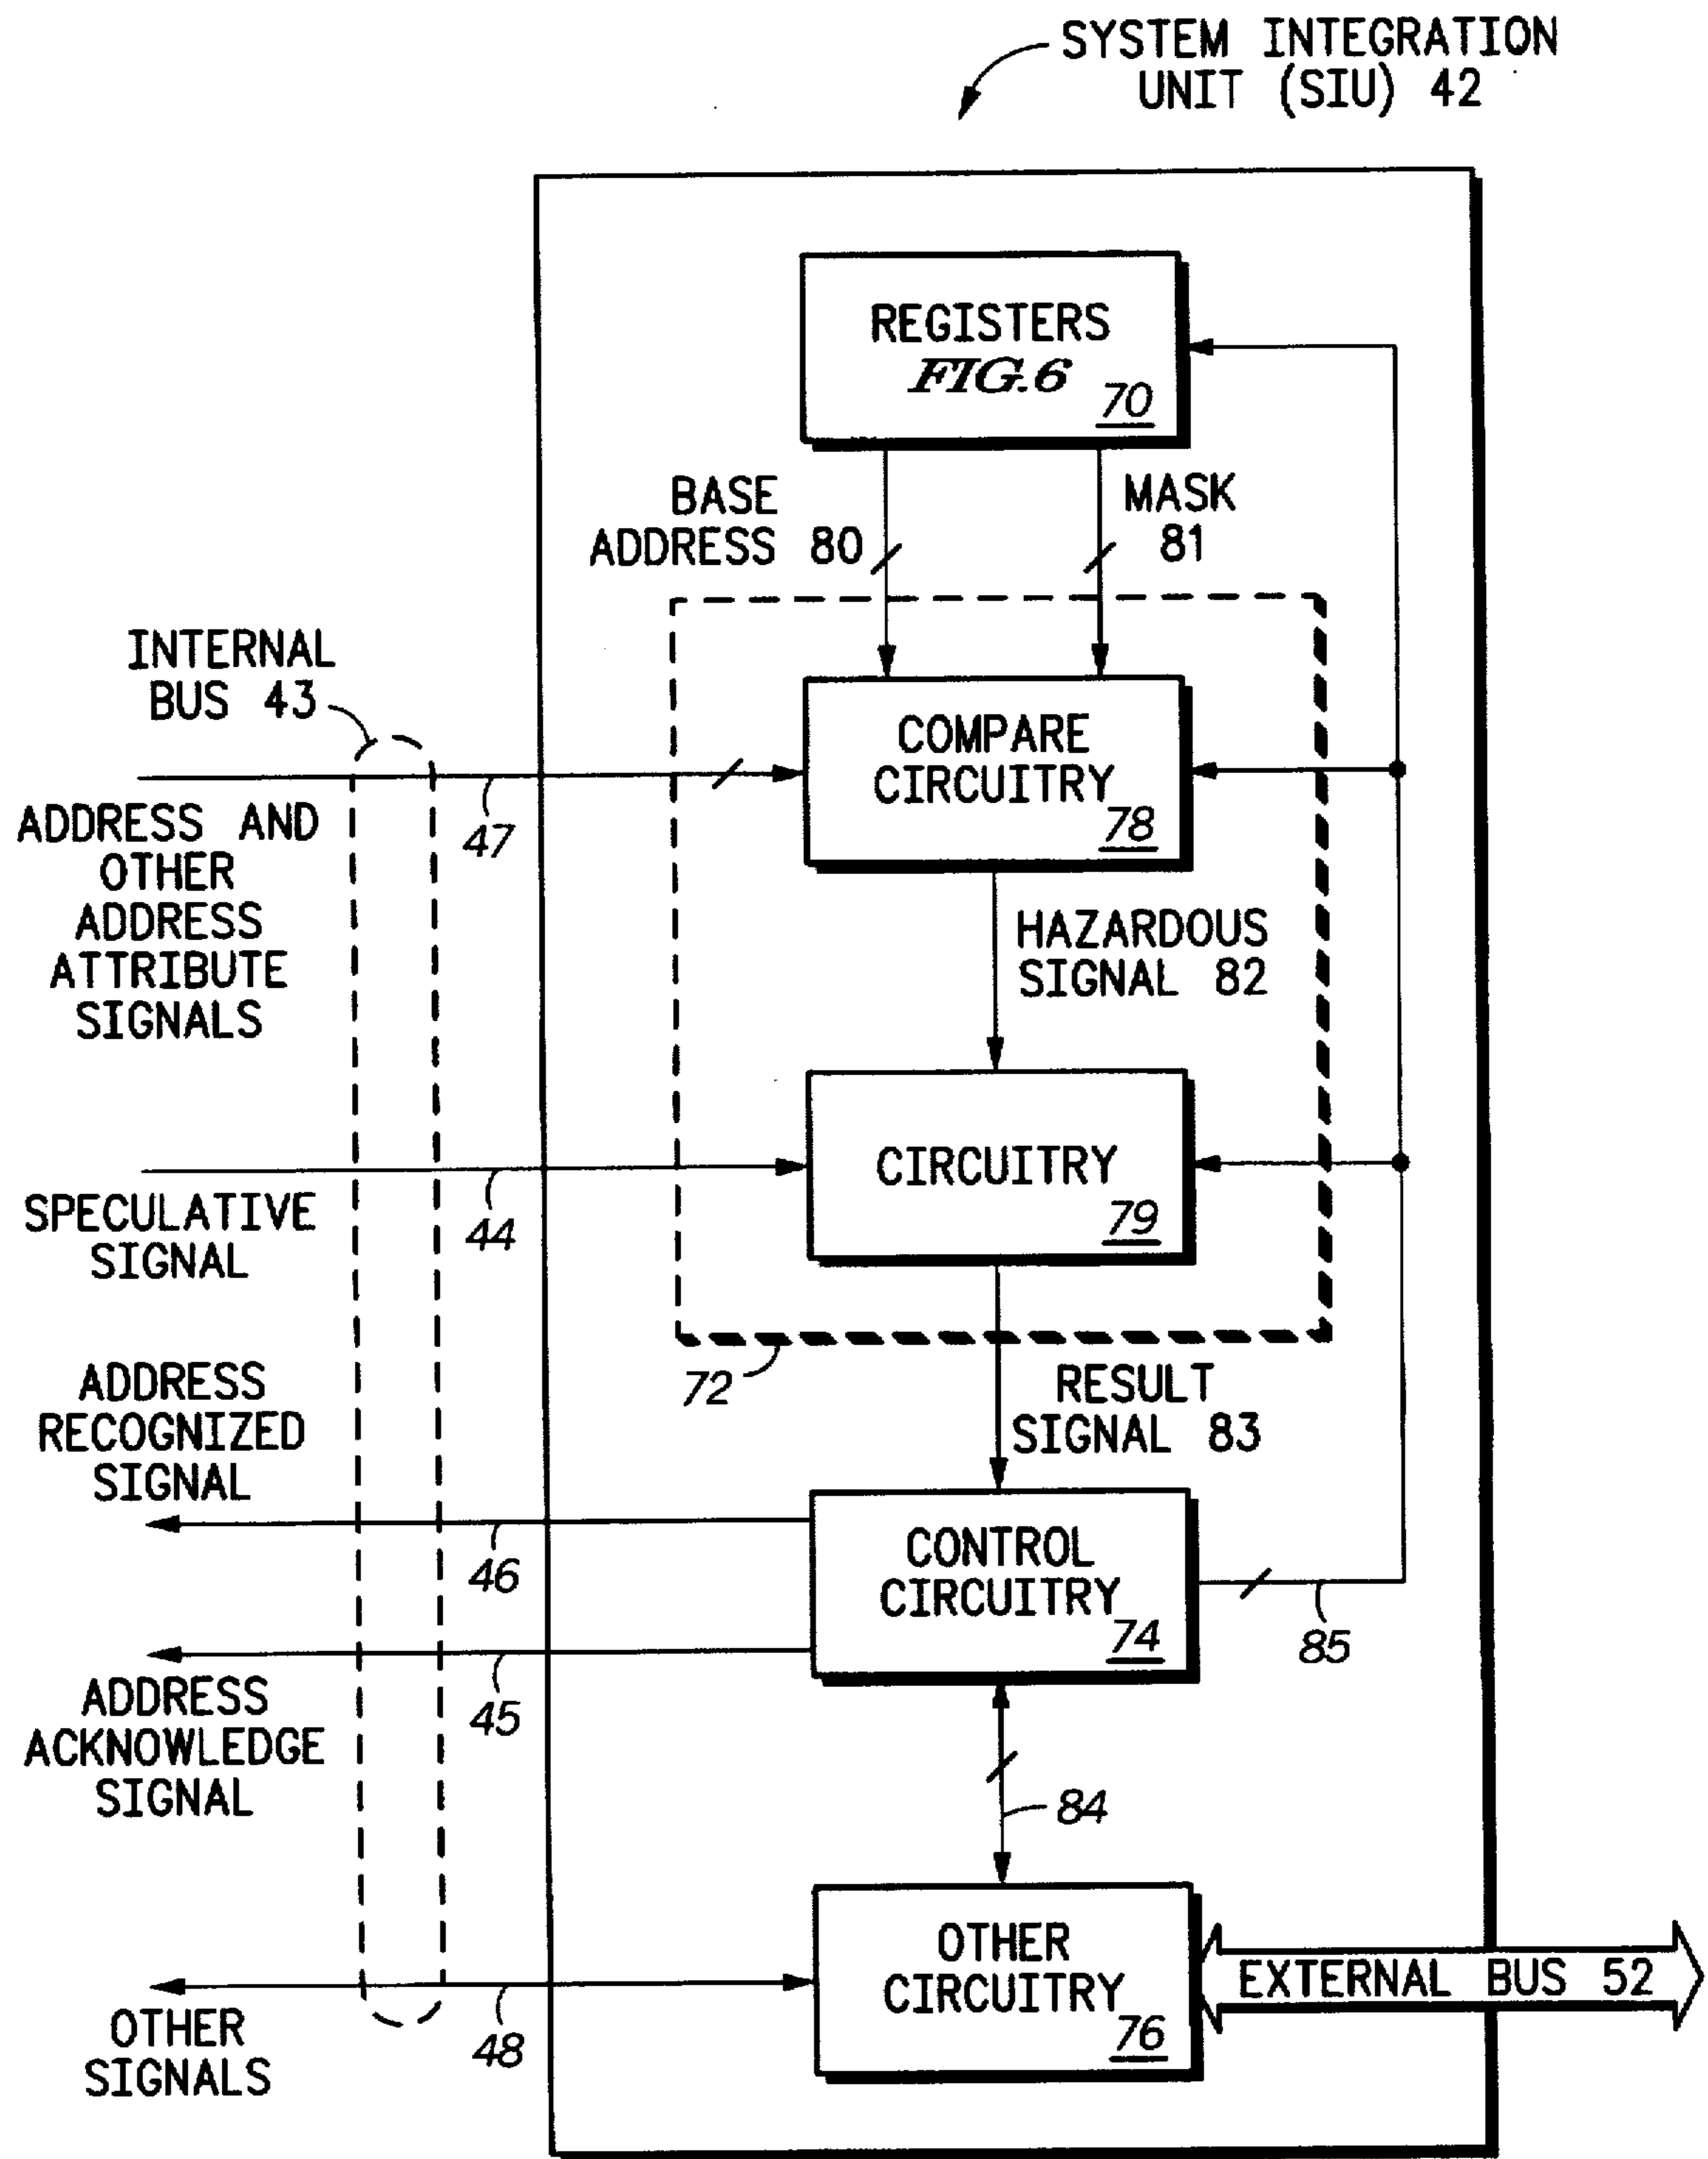 SYSTEM INTEGRATION
UNIT (SIU) 42
REGISTERS
FIG.6
70
BASE
ADDRESS 80
MASK
81
INTERNAL
BUS 43
COMPARE
CIRCUITRY
78
47
ADDRESS AND
OTHER
ADDRESS
ATTRIBUTE
SIGNALS
HAZARDOUS
SIGNAL 82
CIRCUITRY
79
44
SPECULATIVE
SIGNAL
72
RESULT
SIGNAL 83
ADDRESS
RECOGNIZED
SIGNAL
46
CONTROL
CIRCUITRY
74
85
45
ADDRESS
ACKNOWLEDGE
SIGNAL
84
OTHER
CIRCUITRY
76
EXTERNAL BUS 52
48
OTHER
SIGNALS